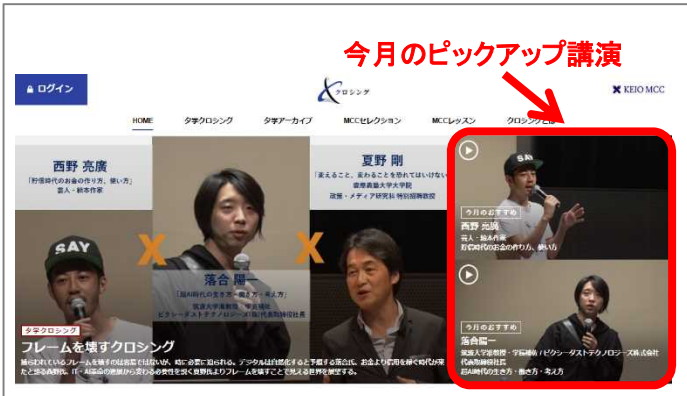 今月のピックアップ講演
ログイン
クロシング
KEIO MCC
HOME 夕学クロシング 夕学アーカイブ MCCセレクション MCCレッスン クロシングとは
西野 亮廣
「貯信時代のお金の作り方、使い方」
芸人・絵本作家
SAY
落合 陽一
「超AI時代の生き方・働き方・考え方」
筑波大学准教授・学長補佐
ピクシーダストテクノロジーズ(株)代表取締役社長
夏野 剛
「変えること、変わることを恐れてはいけない」
慶應義塾大学大学院
政策・メディア研究科 特別招聘教授
X
X
夕学クロシング
フレームを壊すクロシング
SAY
今月のおすすめ
西野亮廣
芸人・絵本作家
貯信時代のお金の作り方、使い方
今月のおすすめ
落合陽一
筑波大学准教授・学長補佐 / ピクシーダストテクノロジーズ株式会社
代表取締役社長
超AI時代の生き方・働き方・考え方